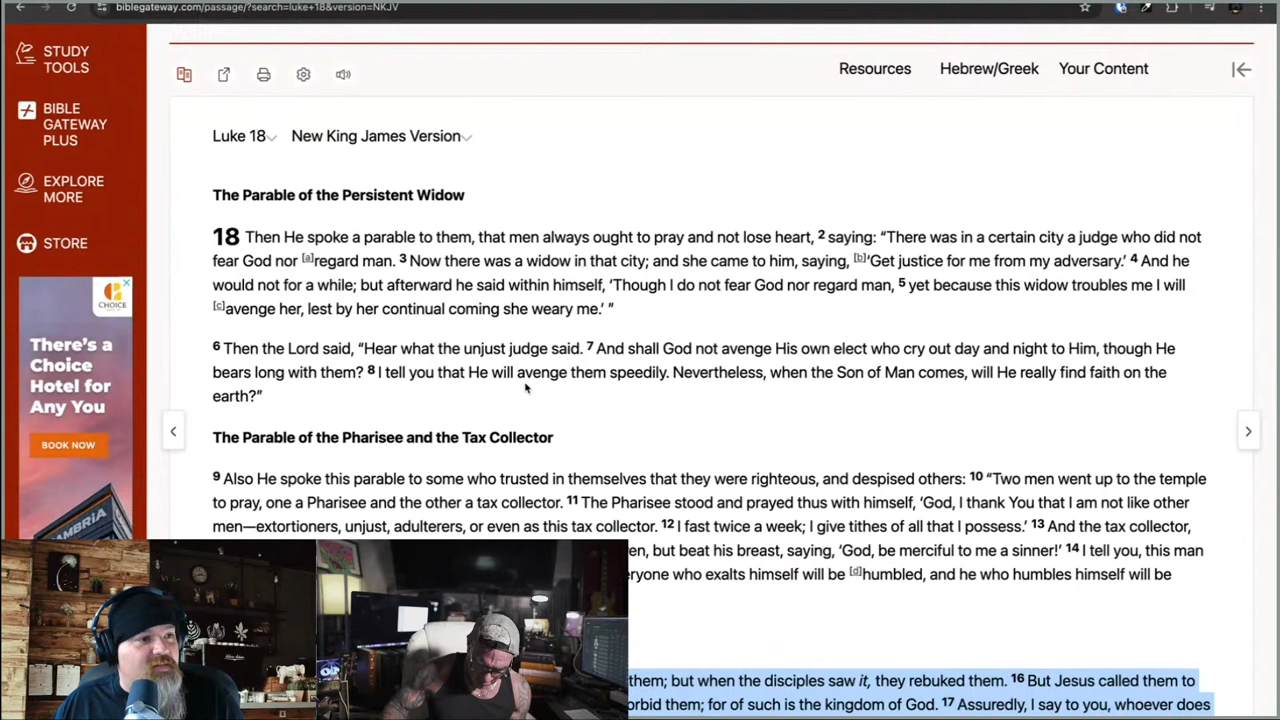 biblegateway.com/passage/?search=luke+18&version=NKJV
STUDY
TOOLS
BIBLE
GATEWAY
PLUS
EXPLORE
MORE
STORE
CHOICE
There's a
Choice
Hotel for
Any You
BOOK NOW
CAMBRIA
Resources Hebrew/Greek Your Content
Luke 18 New King James Version
The Parable of the Persistent Widow
18 Then He spoke a parable to them, that men always ought to pray and not lose heart, 2 saying: “There was in a certain city a judge who did not
fear God nor [a]regard man. 3 Now there was a widow in that city; and she came to him, saying, [b]‘Get justice for me from my adversary.’ 4 And he
would not for a while; but afterward he said within himself, ‘Though I do not fear God nor regard man, 5 yet because this widow troubles me I will
[c]avenge her, lest by her continual coming she weary me.’ ”
6 Then the Lord said, “Hear what the unjust judge said. 7 And shall God not avenge His own elect who cry out day and night to Him, though He
bears long with them? 8 I tell you that He will avenge them speedily. Nevertheless, when the Son of Man comes, will He really find faith on the
earth?”
The Parable of the Pharisee and the Tax Collector
9 Also He spoke this parable to some who trusted in themselves that they were righteous, and despised others: 10 “Two men went up to the temple
to pray, one a Pharisee and the other a tax collector. 11 The Pharisee stood and prayed thus with himself, ‘God, I thank You that I am not like other
men—extortioners, unjust, adulterers, or even as this tax collector. 12 I fast twice a week; I give tithes of all that I possess.’ 13 And the tax collector,
en, but beat his breast, saying, ‘God, be merciful to me a sinner!’ 14 I tell you, this man
eryone who exalts himself will be [d]humbled, and he who humbles himself will be
them; but when the disciples saw it, they rebuked them. 16 But Jesus called them to
orbid them; for of such is the kingdom of God. 17 Assuredly, I say to you, whoever does